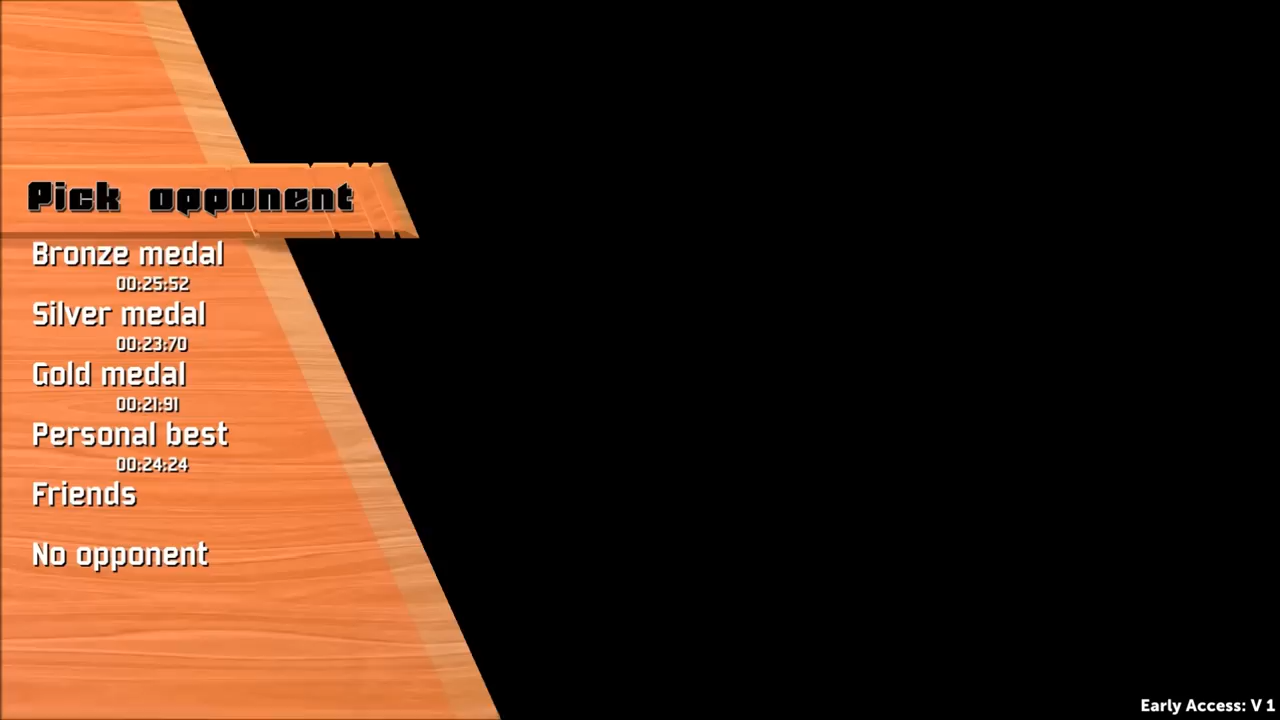 Pick opponent
Bronze medal
00:25:52
Silver medal
00:23:70
Gold medal
00:21:91
Personal best
00:24:24
Friends
No opponent
Early Access: V 1